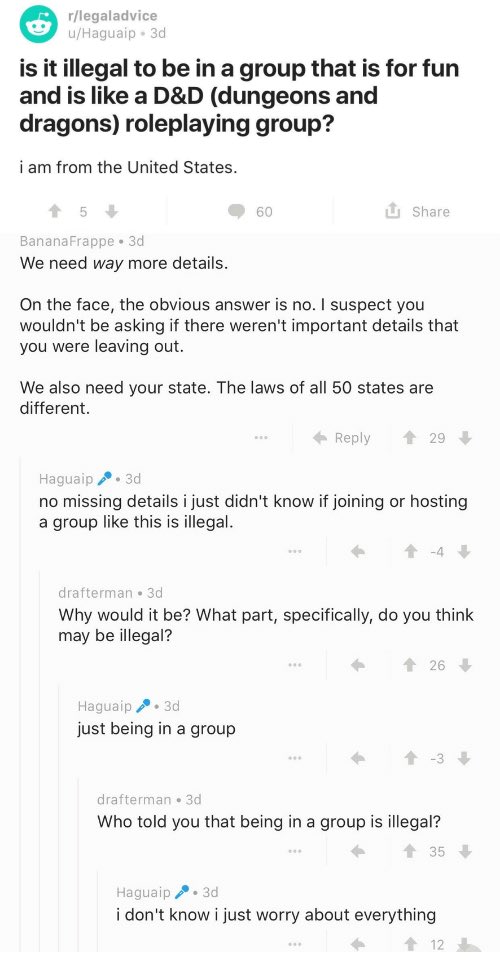 r/legaladvice
u/Haguaip • 3d
is it illegal to be in a group that is for fun
and is like a D&D (dungeons and
dragons) roleplaying group?
i am from the United States.
5 60 Share
BananaFrappe • 3d
We need way more details.
On the face, the obvious answer is no. I suspect you
wouldn't be asking if there weren't important details that
you were leaving out.
We also need your state. The laws of all 50 states are
different.
... Reply 29
Haguaip • 3d
no missing details i just didn't know if joining or hosting
a group like this is illegal.
... -4
drafterman • 3d
Why would it be? What part, specifically, do you think
may be illegal?
... 26
Haguaip • 3d
just being in a group
... -3
drafterman • 3d
Who told you that being in a group is illegal?
... 35
Haguaip • 3d
i don't know i just worry about everything
... 12